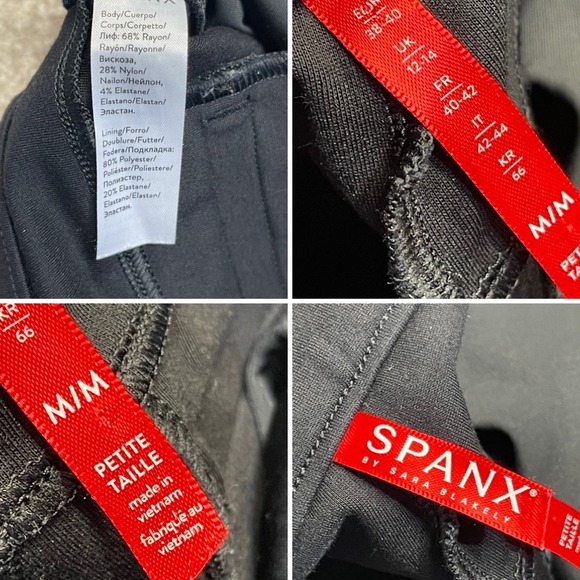 Body/Cuerpo/
Corps/Corpetto/
Лиф: 68% Rayon/
Rayón/Rayonne/
Вискоза,
28% Nylon/
Nailon/Нейлон,
4% Elastane/
Elastano/Elastan/
Эластан.
Lining/Forro/
Doublure/Futter/
Fodera/Подкладка:
80% Polyester/
Poliéster/Poliestere/
Полиэстер,
20% Elastane/
Elastano/Elastan/
Эластан.
38-40
UK
12-14
FR
40-42
IT
42-44
KR
66
M/M
PETITE
KR
66
M/M
PETITE
TAILLE
made in
vietnam
fabriqué au
vietnam
SPANX®
BY SARA BLAKELY
PETITE
TAILLE